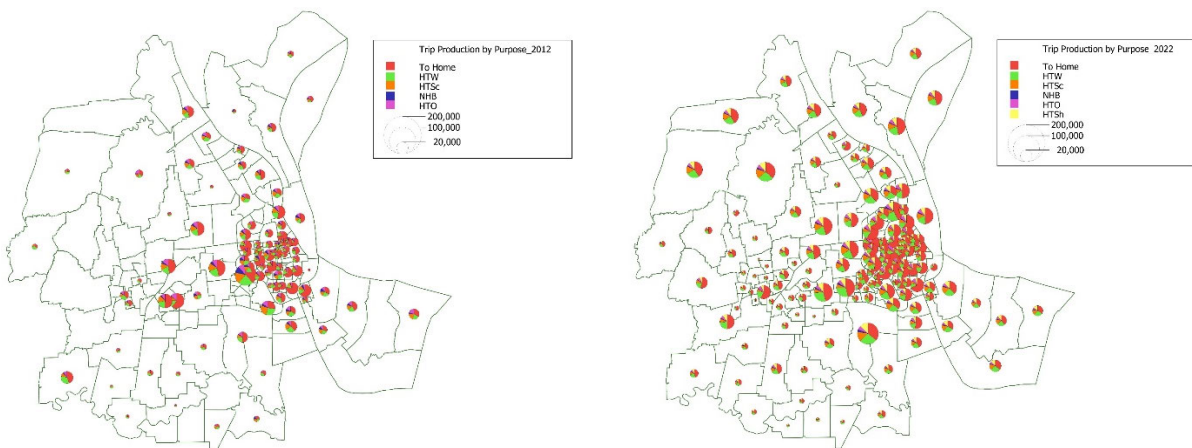 Trip Production by Purpose_2012
To Home
HTW
HTSc
NHB
HTO
200,000
100,000
20,000
Trip Production by Purpose 2022
To Home
HTW
HTSc
NHB
HTO
HTSh
200,000
100,000
20,000